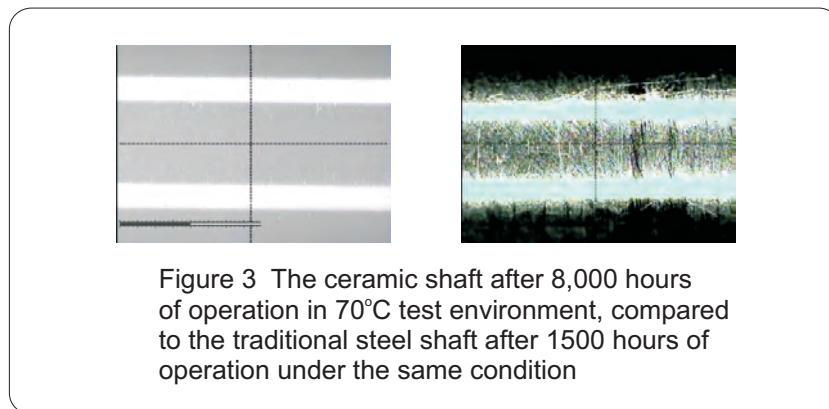 Figure 3 The ceramic shaft after 8,000 hours
of operation in 70°C test environment, compared
to the traditional steel shaft after 1500 hours of
operation under the same condition